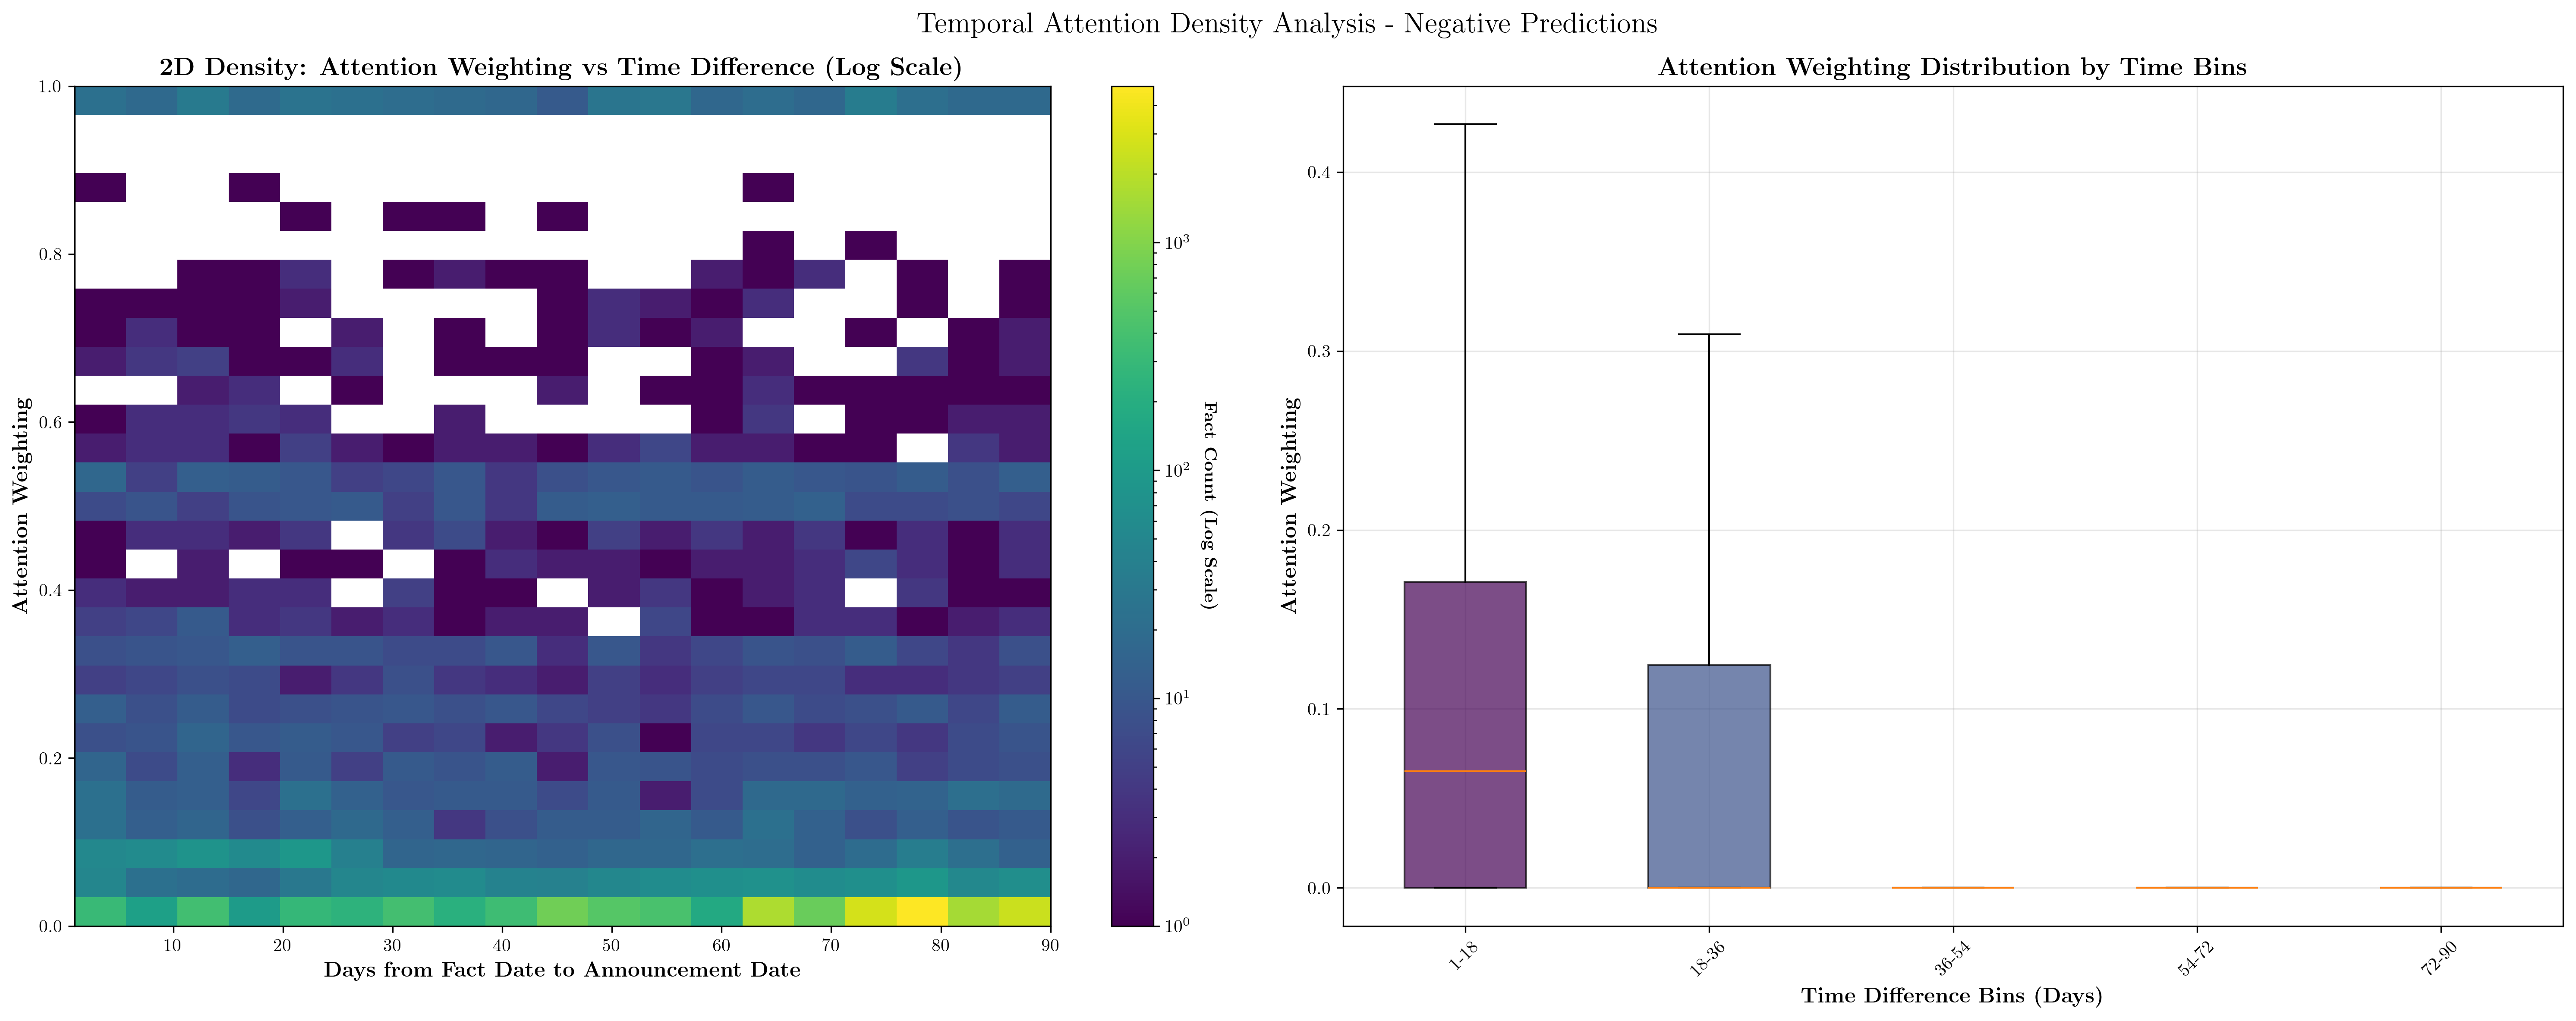 Temporal Attention Density Analysis - Negative Predictions
2D Density: Attention Weighting vs Time Difference (Log Scale)
Attention Weighting
1.0
0.8
0.6
0.4
0.2
0.0
10 20 30 40 50 60 70 80 90
Days from Fact Date to Announcement Date
10³
10²
10¹
10⁰
Fact Count (Log Scale)
Attention Weighting Distribution by Time Bins
Attention Weighting
0.4
0.3
0.2
0.1
0.0
1-18 18-36 36-54 54-72 72-90
Time Difference Bins (Days)